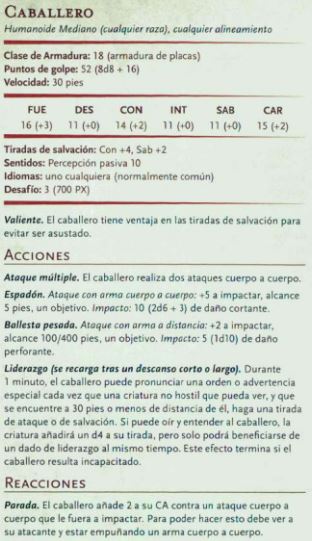 CABALLERO
Humanoide Mediano (cualquier raza), cualquier alineamiento
Clase de Armadura: 18 (armadura de placas)
Puntos de golpe: 52 (8d8 + 16)
Velocidad: 30 pies
FUE DES CON INT SAB CAR
16 (+3) 11 (+0) 14 (+2) 11 (+0) 11 (+0) 15 (+2)
Tiradas de salvación: Con +4, Sab +2
Sentidos: Percepción pasiva 10
Idiomas: uno cualquiera (normalmente común)
Desafío: 3 (700 PX)
Valiente. El caballero tiene ventaja en las tiradas de salvación para
evitar ser asustado.
ACCIONES
Ataque múltiple. El caballero realiza dos ataques cuerpo a cuerpo.
Espadón. Ataque con arma cuerpo a cuerpo: +5 a impactar, alcance
5 pies, un objetivo. Impacto: 10 (2d6 + 3) de daño cortante.
Ballesta pesada. Ataque con arma a distancia: +2 a impactar,
alcance 100/400 pies, un objetivo. Impacto: 5 (1d10) de daño
perforante.
Liderazgo (se recarga tras un descanso corto o largo). Durante
1 minuto, el caballero puede pronunciar una orden o advertencia
especial cada vez que una criatura no hostil que pueda ver, y que
se encuentre a 30 pies o menos de distancia de él, haga una tirada
de ataque o de salvación. Si puede oír y entender al caballero, la
criatura añadirá un d4 a su tirada, pero solo podrá beneficiarse de
un dado de liderazgo al mismo tiempo. Este efecto termina si el
caballero resulta incapacitado.
REACCIONES
Parada. El caballero añade 2 a su CA contra un ataque cuerpo a
cuerpo que le fuera a impactar. Para poder hacer esto debe ver a
su atacante y estar empuñando un arma cuerpo a cuerpo.